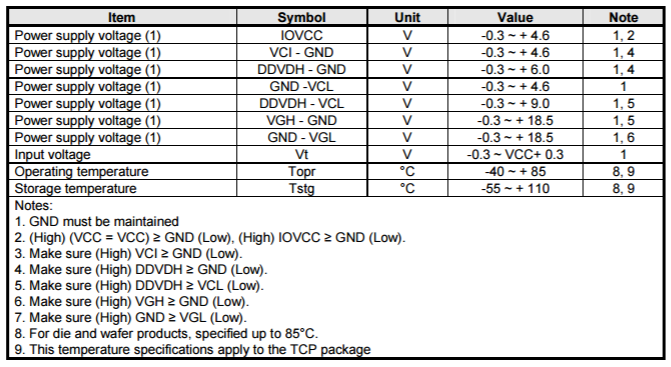 Item Symbol Unit Value Note
Power supply voltage (1) IOVCC V -0.3 ~ + 4.6 1, 2
Power supply voltage (1) VCI - GND V -0.3 ~ + 4.6 1, 4
Power supply voltage (1) DDVDH - GND V -0.3 ~ + 6.0 1, 4
Power supply voltage (1) GND -VCL V -0.3 ~ + 4.6 1
Power supply voltage (1) DDVDH - VCL V -0.3 ~ + 9.0 1, 5
Power supply voltage (1) VGH - GND V -0.3 ~ + 18.5 1, 5
Power supply voltage (1) GND - VGL V -0.3 ~ + 18.5 1, 6
Input voltage Vt V -0.3 ~ VCC+ 0.3 1
Operating temperature Topr °C -40 ~ + 85 8, 9
Storage temperature Tstg °C -55 ~ + 110 8, 9
Notes:
1. GND must be maintained
2. (High) (VCC = VCC) ≥ GND (Low), (High) IOVCC ≥ GND (Low).
3. Make sure (High) VCI ≥ GND (Low).
4. Make sure (High) DDVDH ≥ GND (Low).
5. Make sure (High) DDVDH ≥ VCL (Low).
6. Make sure (High) VGH ≥ GND (Low).
7. Make sure (High) GND ≥ VGL (Low).
8. For die and wafer products, specified up to 85°C.
9. This temperature specifications apply to the TCP package